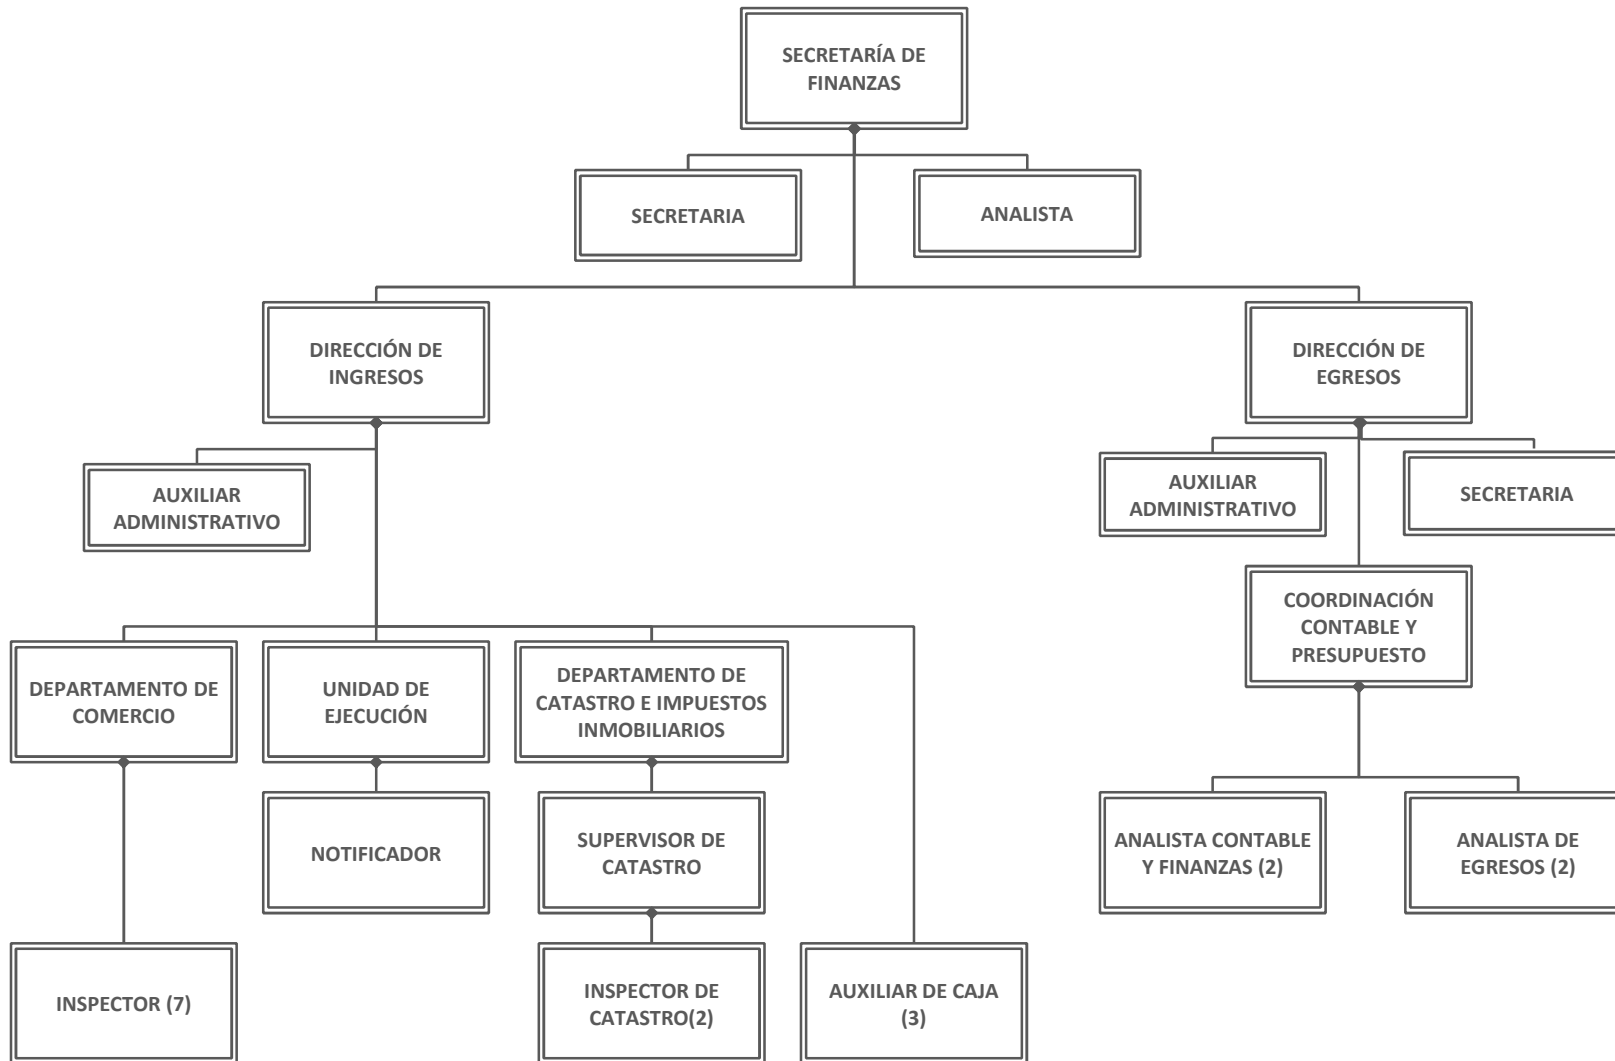 SECRETARÍA DE
FINANZAS
SECRETARIA
ANALISTA
DIRECCIÓN DE
INGRESOS
DIRECCIÓN DE
EGRESOS
AUXILIAR
ADMINISTRATIVO
AUXILIAR
ADMINISTRATIVO
SECRETARIA
COORDINACIÓN
CONTABLE Y
PRESUPUESTO
DEPARTAMENTO DE
COMERCIO
UNIDAD DE
EJECUCIÓN
DEPARTAMENTO DE
CATASTRO E IMPUESTOS
INMOBILIARIOS
NOTIFICADOR
SUPERVISOR DE
CATASTRO
ANALISTA CONTABLE
Y FINANZAS (2)
ANALISTA DE
EGRESOS (2)
INSPECTOR (7)
INSPECTOR DE
CATASTRO(2)
AUXILIAR DE CAJA
(3)